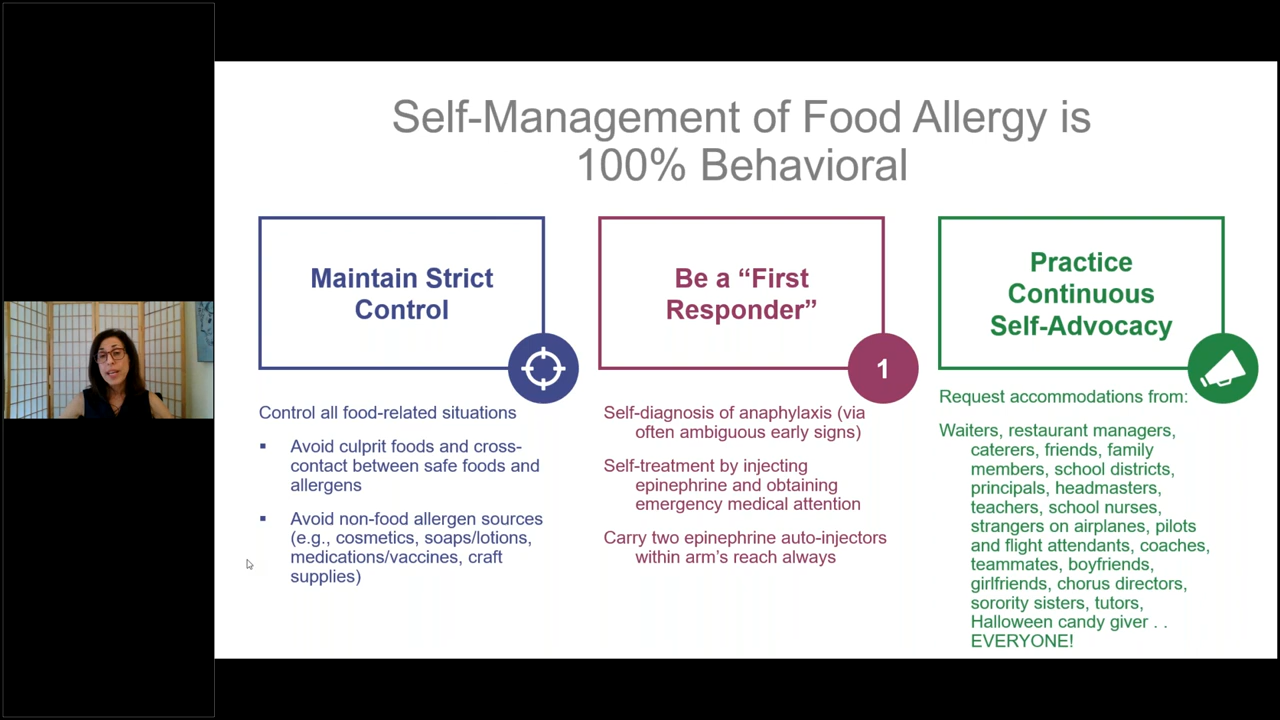 Self-Management of Food Allergy is
100% Behavioral
Maintain Strict
Control
Control all food-related situations
▪ Avoid culprit foods and cross-
contact between safe foods and
allergens
▪ Avoid non-food allergen sources
(e.g., cosmetics, soaps/lotions,
medications/vaccines, craft
supplies)
Be a “First
Responder”
1
Self-diagnosis of anaphylaxis (via
often ambiguous early signs)
Self-treatment by injecting
epinephrine and obtaining
emergency medical attention
Carry two epinephrine auto-injectors
within arm’s reach always
Practice
Continuous
Self-Advocacy
Request accommodations from:
Waiters, restaurant managers,
caterers, friends, family
members, school districts,
principals, headmasters,
teachers, school nurses,
strangers on airplanes, pilots
and flight attendants, coaches,
teammates, boyfriends,
girlfriends, chorus directors,
sorority sisters, tutors,
Halloween candy giver . .
EVERYONE!